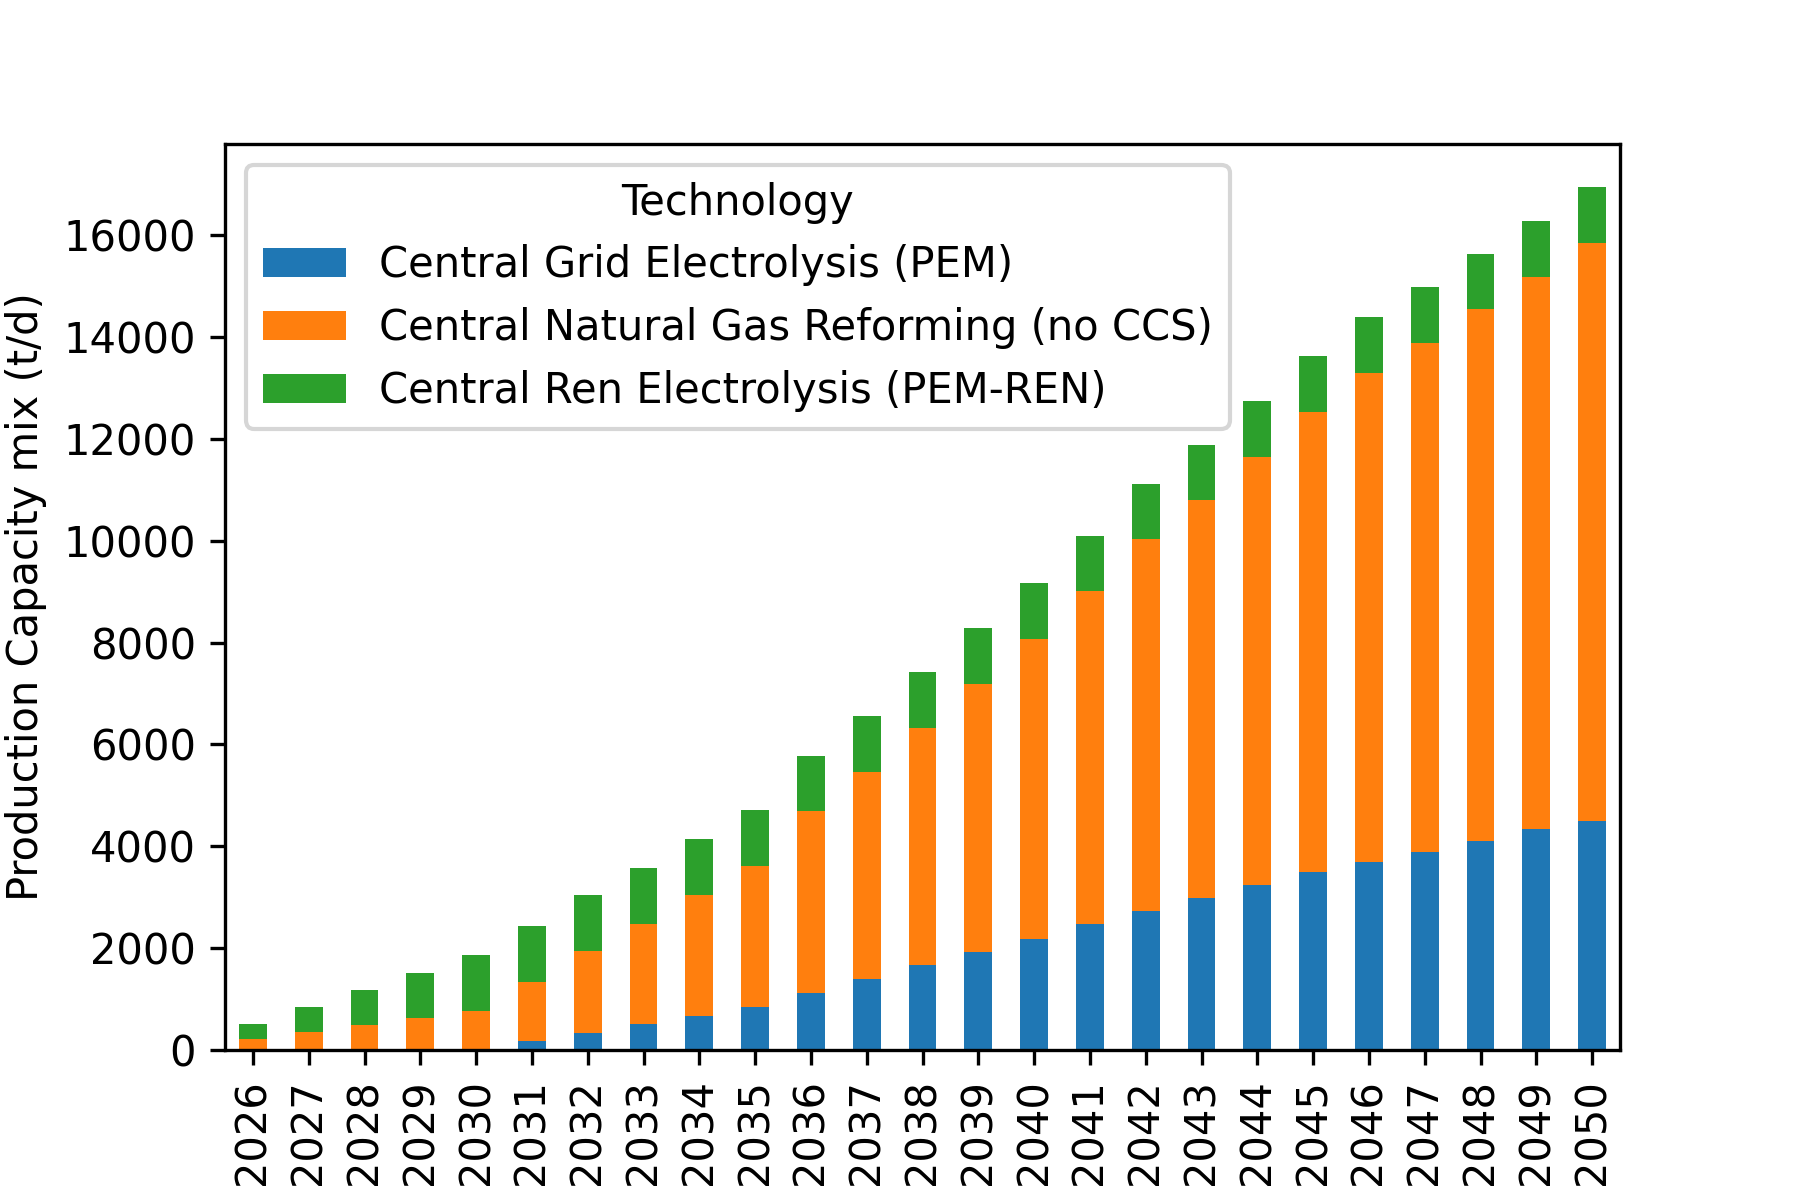 Technology
Central Grid Electrolysis (PEM)
Central Natural Gas Reforming (no CCS)
Central Ren Electrolysis (PEM-REN)
Production Capacity mix (t/d)
16000
14000
12000
10000
8000
6000
4000
2000
0
2026 2027 2028 2029 2030 2031 2032 2033 2034 2035 2036 2037 2038 2039 2040 2041 2042 2043 2044 2045 2046 2047 2048 2049 2050